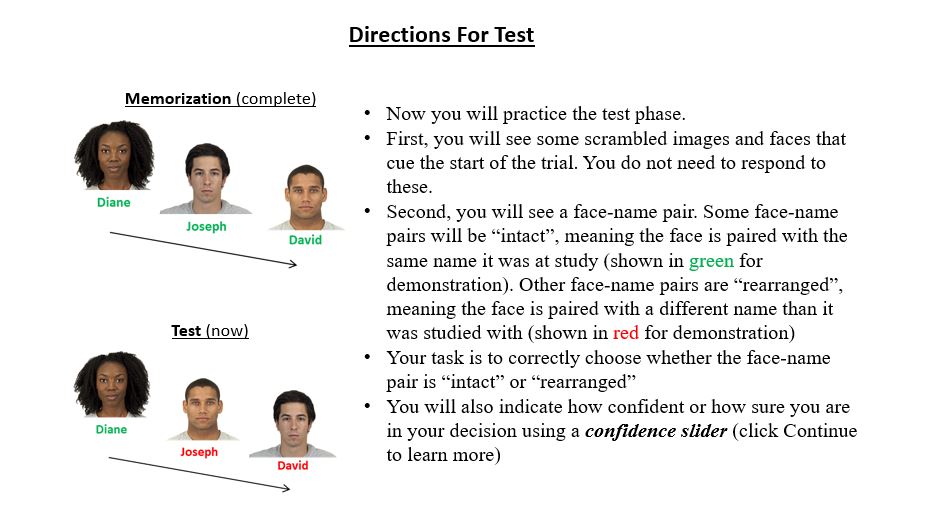 Directions For Test
Memorization (complete)
Diane
Joseph
David
Test (now)
Diane
Joseph
David
• Now you will practice the test phase.
• First, you will see some scrambled images and faces that
cue the start of the trial. You do not need to respond to
these.
• Second, you will see a face-name pair. Some face-name
pairs will be “intact”, meaning the face is paired with the
same name it was at study (shown in green for
demonstration). Other face-name pairs are “rearranged”,
meaning the face is paired with a different name than it
was studied with (shown in red for demonstration)
• Your task is to correctly choose whether the face-name
pair is “intact” or “rearranged”
• You will also indicate how confident or how sure you are
in your decision using a confidence slider (click Continue
to learn more)